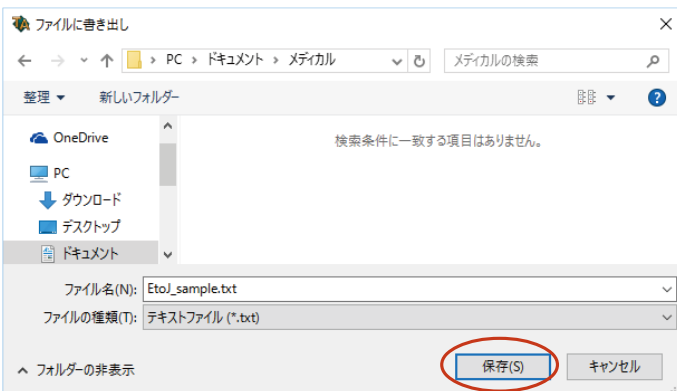 ファイルに書き出し
PC › ドキュメント › メディカル
メディカルの検索
整理
新しいフォルダー
OneDrive
PC
ダウンロード
デスクトップ
ドキュメント
検索条件に一致する項目はありません。
ファイル名(N): EtoJ_sample.txt
ファイルの種類(T): テキストファイル (*.txt)
フォルダーの非表示
保存(S)
キャンセル